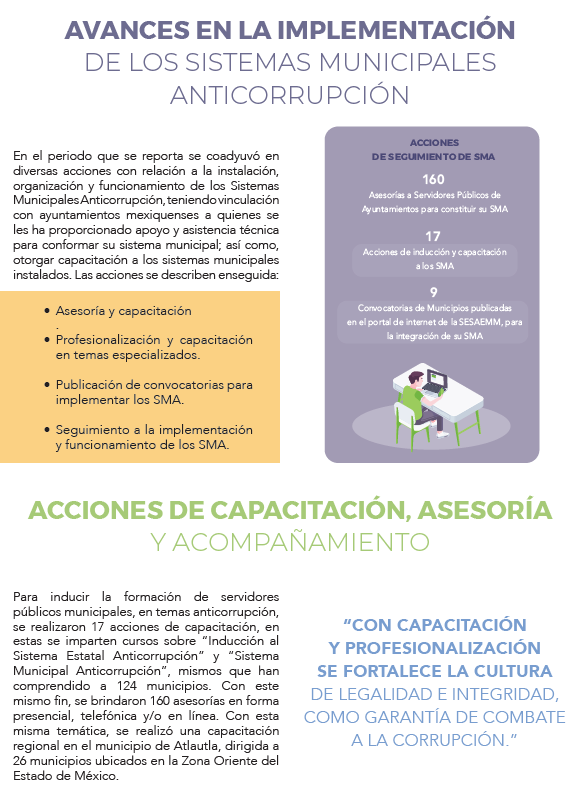 AVANCES EN LA IMPLEMENTACIÓN
DE LOS SISTEMAS MUNICIPALES
ANTICORRUPCIÓN
En el periodo que se reporta se coadyuvó en
diversas acciones con relación a la instalación,
organización y funcionamiento de los Sistemas
Municipales Anticorrupción, teniendo vinculación
con ayuntamientos mexiquenses a quienes se
les ha proporcionado apoyo y asistencia técnica
para conformar su sistema municipal; así como,
otorgar capacitación a los sistemas municipales
instalados. Las acciones se describen enseguida:
• Asesoría y capacitación
.
• Profesionalización y capacitación
en temas especializados.
• Publicación de convocatorias para
implementar los SMA.
• Seguimiento a la implementación
y funcionamiento de los SMA.
ACCIONES
DE SEGUIMIENTO DE SMA
160
Asesorías a Servidores Públicos de
Ayuntamientos para constituir su SMA
17
Acciones de inducción y capacitación
a los SMA
9
Convocatorias de Municipios publicadas
en el portal de internet de la SESAEMM, para
la integración de su SMA
ACCIONES DE CAPACITACIÓN, ASESORÍA
Y ACOMPAÑAMIENTO
Para inducir la formación de servidores
públicos municipales, en temas anticorrupción,
se realizaron 17 acciones de capacitación, en
estas se imparten cursos sobre “Inducción al
Sistema Estatal Anticorrupción” y “Sistema
Municipal Anticorrupción”, mismos que han
comprendido a 124 municipios. Con este
mismo fin, se brindaron 160 asesorías en forma
presencial, telefónica y/o en línea. Con esta
misma temática, se realizó una capacitación
regional en el municipio de Atlautla, dirigida a
26 municipios ubicados en la Zona Oriente del
Estado de México.
“CON CAPACITACIÓN
Y PROFESIONALIZACIÓN
SE FORTALECE LA CULTURA
DE LEGALIDAD E INTEGRIDAD,
COMO GARANTÍA DE COMBATE
A LA CORRUPCIÓN.“